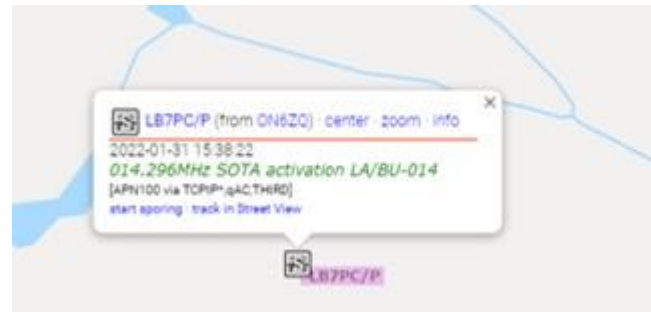 LB7PC/P (from ON6ZQ) · center · zoom · info
2022-01-31 15:38:22
014.296MHz SOTA activation LA/BU-014
[APN100 via TCPIP*,qAC,THIRD]
start sporing · track in Street View
LB7PC/P